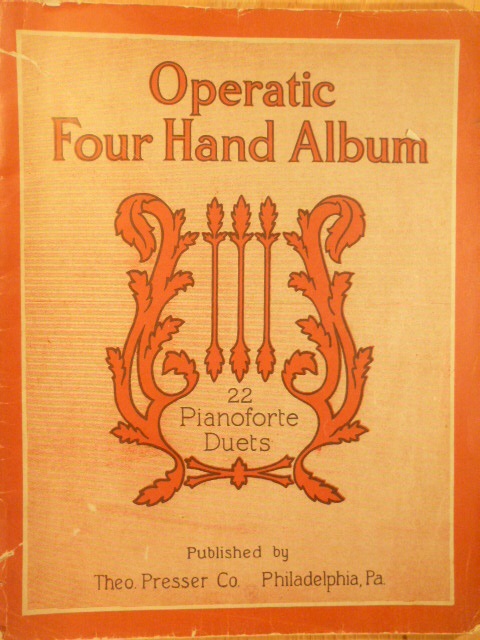 Operatic
Four Hand Album
22
Pianoforte
Duets
Published by
Theo. Presser Co. Philadelphia, Pa.